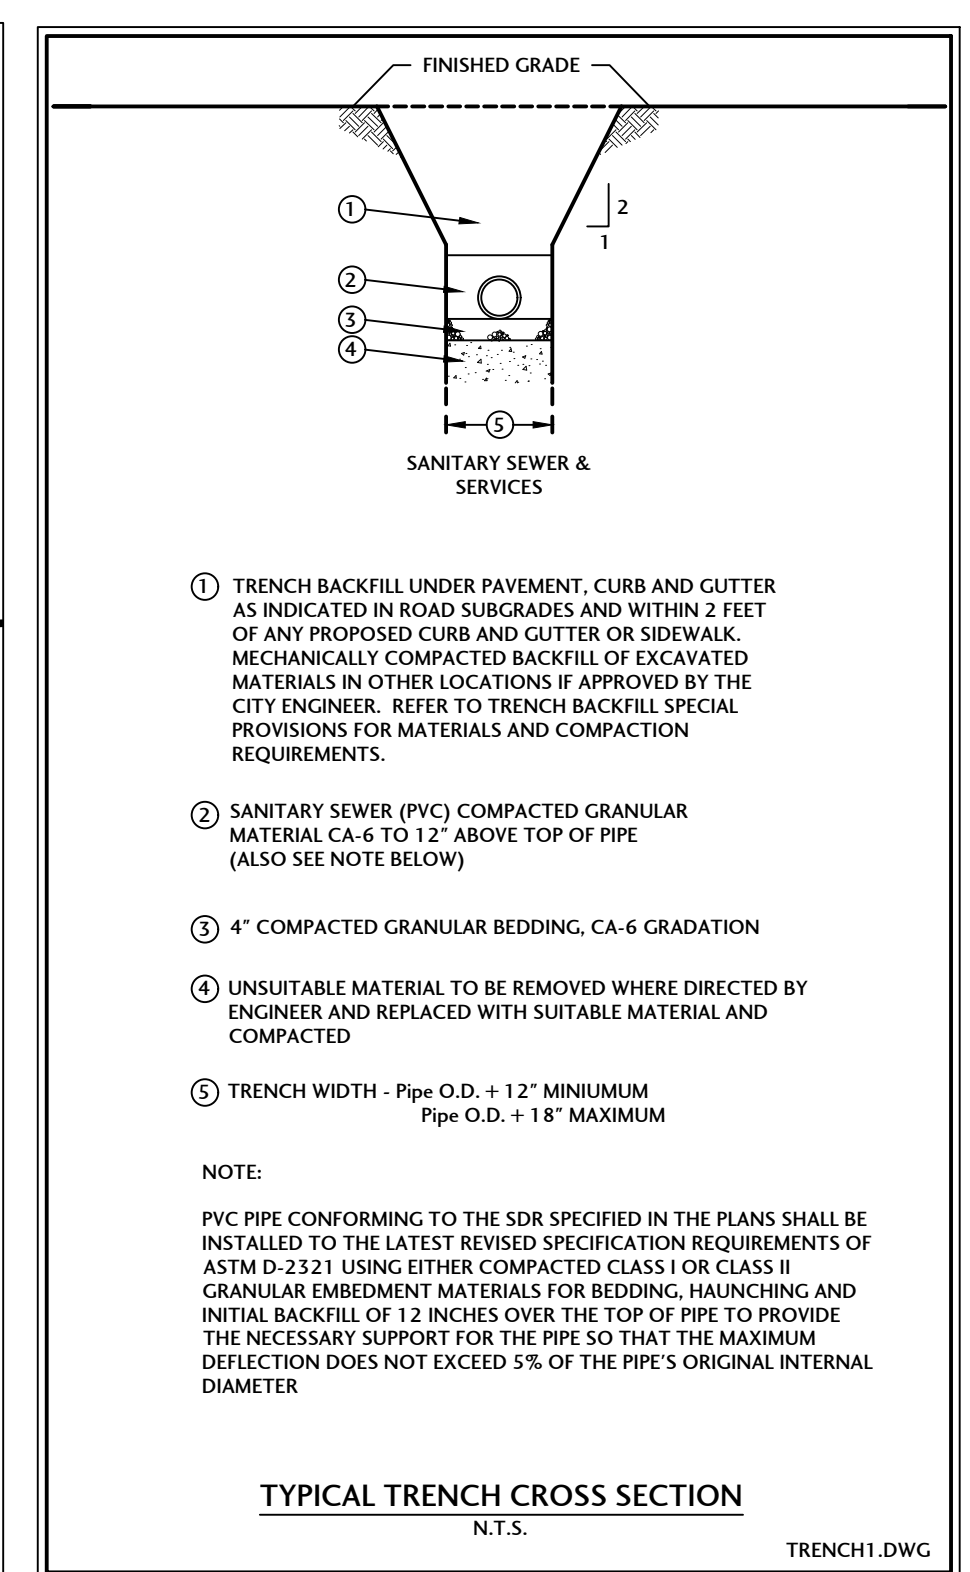 FINISHED GRADE
1
2
1
2
3
4
5
SANITARY SEWER &
SERVICES
1 TRENCH BACKFILL UNDER PAVEMENT, CURB AND GUTTER
AS INDICATED IN ROAD SUBGRADES AND WITHIN 2 FEET
OF ANY PROPOSED CURB AND GUTTER OR SIDEWALK.
MECHANICALLY COMPACTED BACKFILL OF EXCAVATED
MATERIALS IN OTHER LOCATIONS IF APPROVED BY THE
CITY ENGINEER. REFER TO TRENCH BACKFILL SPECIAL
PROVISIONS FOR MATERIALS AND COMPACTION
REQUIREMENTS.
2 SANITARY SEWER (PVC) COMPACTED GRANULAR
MATERIAL CA-6 TO 12" ABOVE TOP OF PIPE
(ALSO SEE NOTE BELOW)
3 4" COMPACTED GRANULAR BEDDING, CA-6 GRADATION
4 UNSUITABLE MATERIAL TO BE REMOVED WHERE DIRECTED BY
ENGINEER AND REPLACED WITH SUITABLE MATERIAL AND
COMPACTED
5 TRENCH WIDTH - Pipe O.D. + 12" MINIUMUM
Pipe O.D. + 18" MAXIMUM
NOTE:
PVC PIPE CONFORMING TO THE SDR SPECIFIED IN THE PLANS SHALL BE
INSTALLED TO THE LATEST REVISED SPECIFICATION REQUIREMENTS OF
ASTM D-2321 USING EITHER COMPACTED CLASS I OR CLASS II
GRANULAR EMBEDMENT MATERIALS FOR BEDDING, HAUNCHING AND
INITIAL BACKFILL OF 12 INCHES OVER THE TOP OF PIPE TO PROVIDE
THE NECESSARY SUPPORT FOR THE PIPE SO THAT THE MAXIMUM
DEFLECTION DOES NOT EXCEED 5% OF THE PIPE'S ORIGINAL INTERNAL
DIAMETER
TYPICAL TRENCH CROSS SECTION
N.T.S.
TRENCH1.DWG